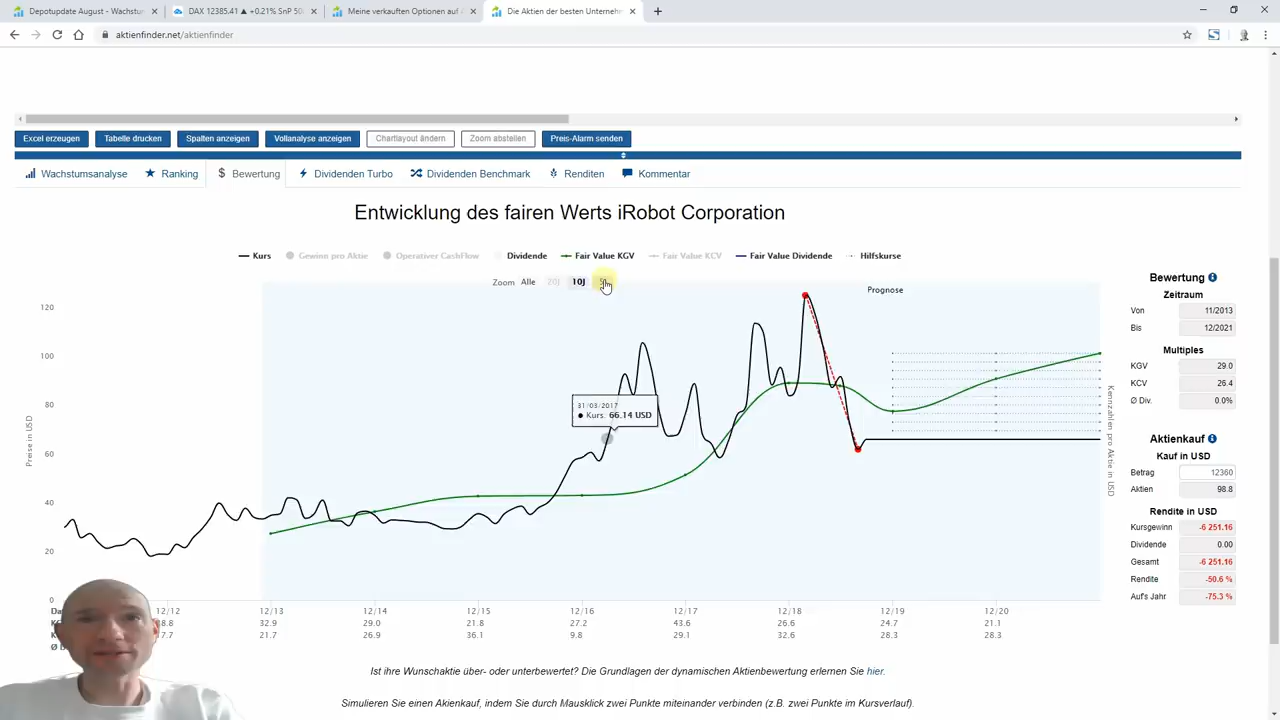 Depotupdate August - Wachstu
DAX 12385.41 ▲ +0.21% SnP 50
Meine verkauften Optionen auf
Die Aktien der besten Unterneh
aktienfinder.net/aktienfinder
Excel erzeugen
Tabelle drucken
Spalten anzeigen
Vollanalyse anzeigen
Chartlayout ändern
Zoom abstellen
Preis-Alarm senden
Wachstumsanalyse
Ranking
Bewertung
Dividenden Turbo
Dividenden Benchmark
Renditen
Kommentar
Entwicklung des fairen Werts iRobot Corporation
Kurs
Gewinn pro Aktie
Operativer CashFlow
Dividende
Fair Value KGV
Fair Value KCV
Fair Value Dividende
Hilfskurse
Zoom Alle 20J 10J
Prognose
Preise in USD
120
100
80
60
40
20
0
31/03/2017
Kurs: 66.14 USD
Kennzahlen pro Aktie in USD
12/12 12/13 12/14 12/15 12/16 12/17 12/18 12/19 12/20
32.9 29.0 21.8 27.2 43.6 26.6 24.7 21.1
21.7 26.9 36.1 9.8 29.1 32.6 28.3 28.3
Bewertung
Zeitraum
Von 11/2013
Bis 12/2021
Multiples
KGV 29.0
KCV 26.4
Ø Div. 0.0%
Aktienkauf
Kauf in USD
Betrag 12360
Aktien 98.8
Rendite in USD
Kursgewinn -6 251.16
Dividende 0.00
Gesamt -6 251.16
Rendite -50.6 %
Auf's Jahr -75.3 %
Ist ihre Wunschaktie über- oder unterbewertet? Die Grundlagen der dynamischen Aktienbewertung erlernen Sie hier.
Simulieren Sie einen Akienkauf, indem Sie durch Mausklick zwei Punkte miteinander verbinden (z.B. zwei Punkte im Kursverlauf).